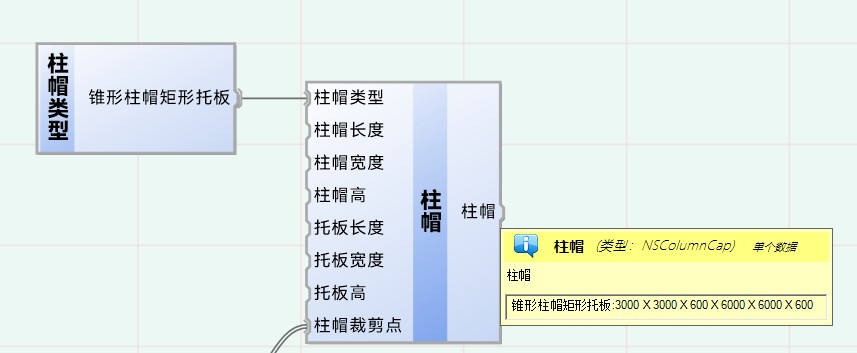 柱帽类型
锥形柱帽矩形托板
柱帽类型
柱帽长度
柱帽宽度
柱帽高
托板长度
托板宽度
托板高
柱帽裁剪点
柱帽
柱帽
柱帽 (类型: NSColumnCap) 单个数据
柱帽
锥形柱帽矩形托板:3000 X 3000 X 600 X 6000 X 6000 X 600